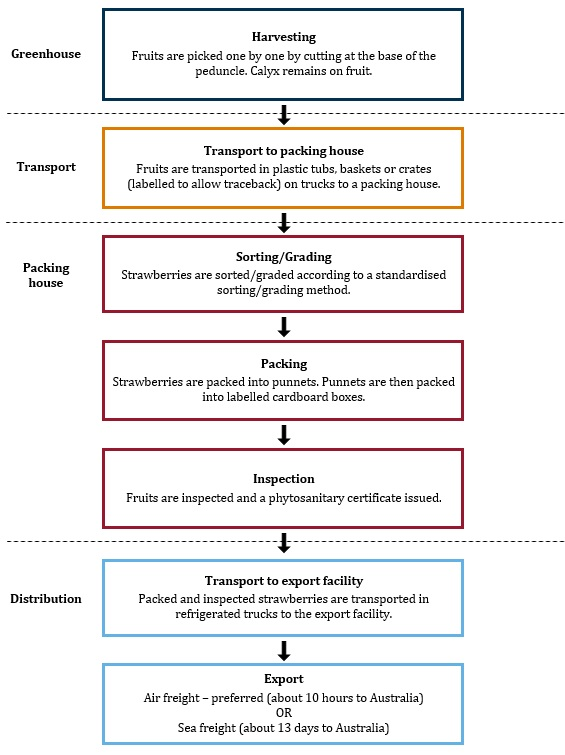 Greenhouse
Harvesting
Fruits are picked one by one by cutting at the base of the
peduncle. Calyx remains on fruit.
Transport
Transport to packing house
Fruits are transported in plastic tubs, baskets or crates
(labelled to allow traceback) on trucks to a packing house.
Packing
house
Sorting/Grading
Strawberries are sorted/graded according to a standardised
sorting/grading method.
Packing
Strawberries are packed into punnets. Punnets are then packed
into labelled cardboard boxes.
Inspection
Fruits are inspected and a phytosanitary certificate issued.
Distribution
Transport to export facility
Packed and inspected strawberries are transported in
refrigerated trucks to the export facility.
Export
Air freight – preferred (about 10 hours to Australia)
OR
Sea freight (about 13 days to Australia)